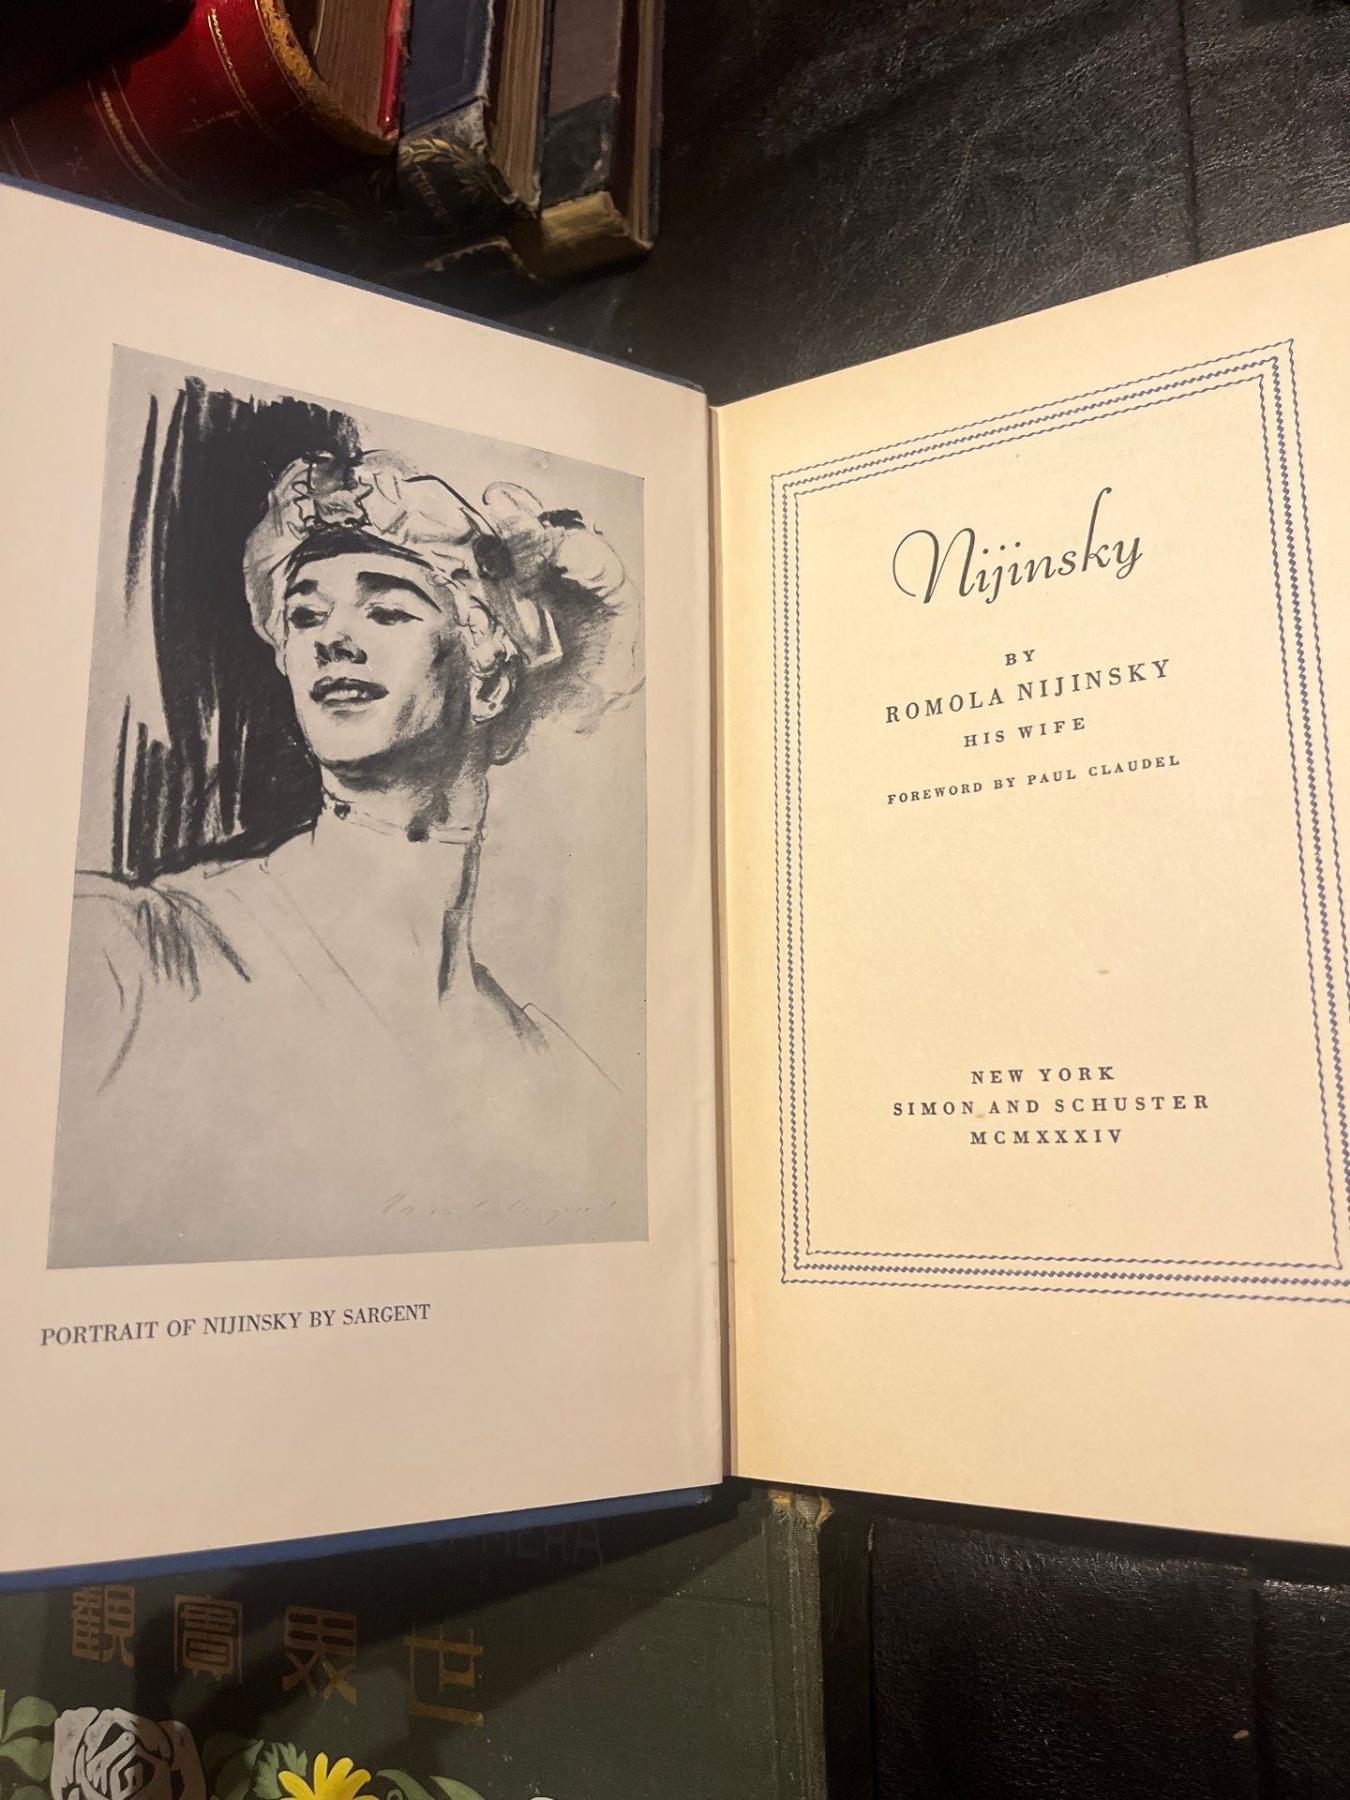 PORTRAIT OF NIJINSKY BY SARGENT
Nijinsky
BY
ROMOLA NIJINSKY
HIS WIFE
FOREWORD BY PAUL CLAUDEL
NEW YORK
SIMON AND SCHUSTER
MCMXXXIV
觀實界世